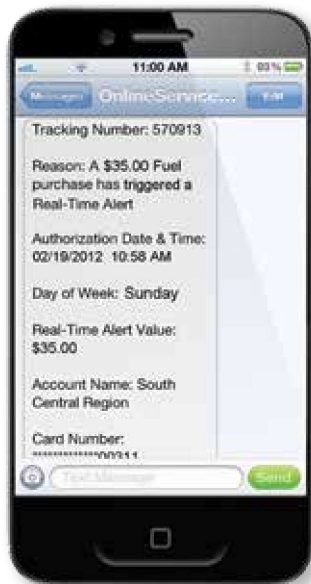 11:00 AM
93%
Messages
OnlineService...
Edit
Tracking Number: 570913
Reason: A $35.00 Fuel
purchase has triggered a
Real-Time Alert
Authorization Date & Time:
02/19/2012 10:58 AM
Day of Week: Sunday
Real-Time Alert Value:
$35.00
Account Name: South
Central Region
Card Number:
**************00311
Text Message
Send